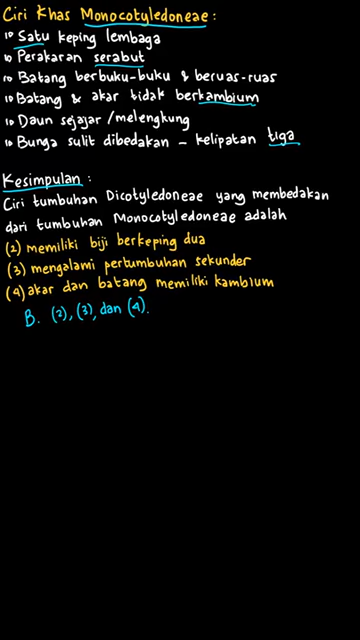 Ciri Khas Monocotyledoneae :
Satu keping lembaga
Perakaran serabut
Batang berbuku-buku & beruas-ruas
Batang & akar tidak berkambium
Daun sejajar/melengkung
Bunga sulit dibedakan - kelipatan tiga
Kesimpulan :
Ciri tumbuhan Dicotyledoneae yang membedakan
dari tumbuhan Monocotyledoneae adalah
(2) memiliki biji berkeping dua
(3) mengalami pertumbuhan sekunder
(4) akar dan batang memiliki kambium
B. (2), (3), dan (4).